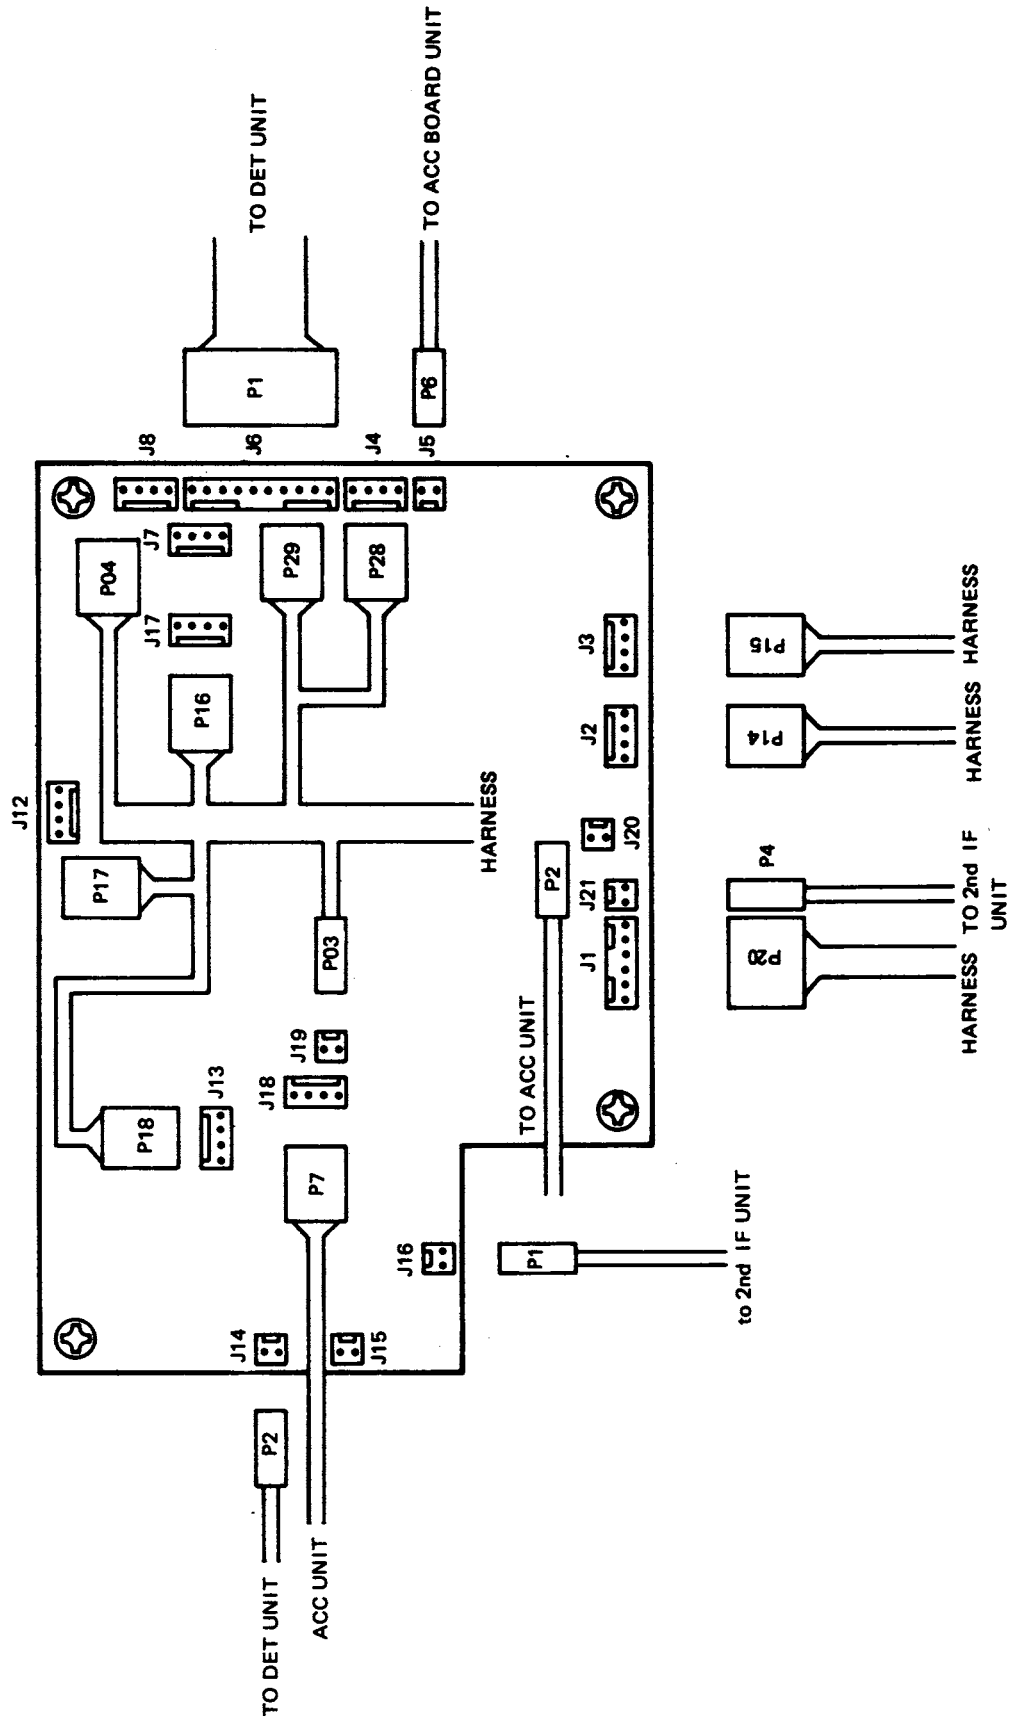 TO DET UNIT
TO ACC BOARD UNIT
P1
P6
J8
J6
J4
J5
J7
P04
P29
P28
J17
P16
J3
P15
HARNESS
J2
P14
HARNESS
J12
P17
HARNESS
P03
P2
J20
J21
P4
TO 2nd IF
UNIT
J1
HARNESS
J19
J18
J13
P18
P7
TO ACC UNIT
J16
P1
to 2nd IF UNIT
J14
J15
P2
TO DET UNIT
ACC UNIT